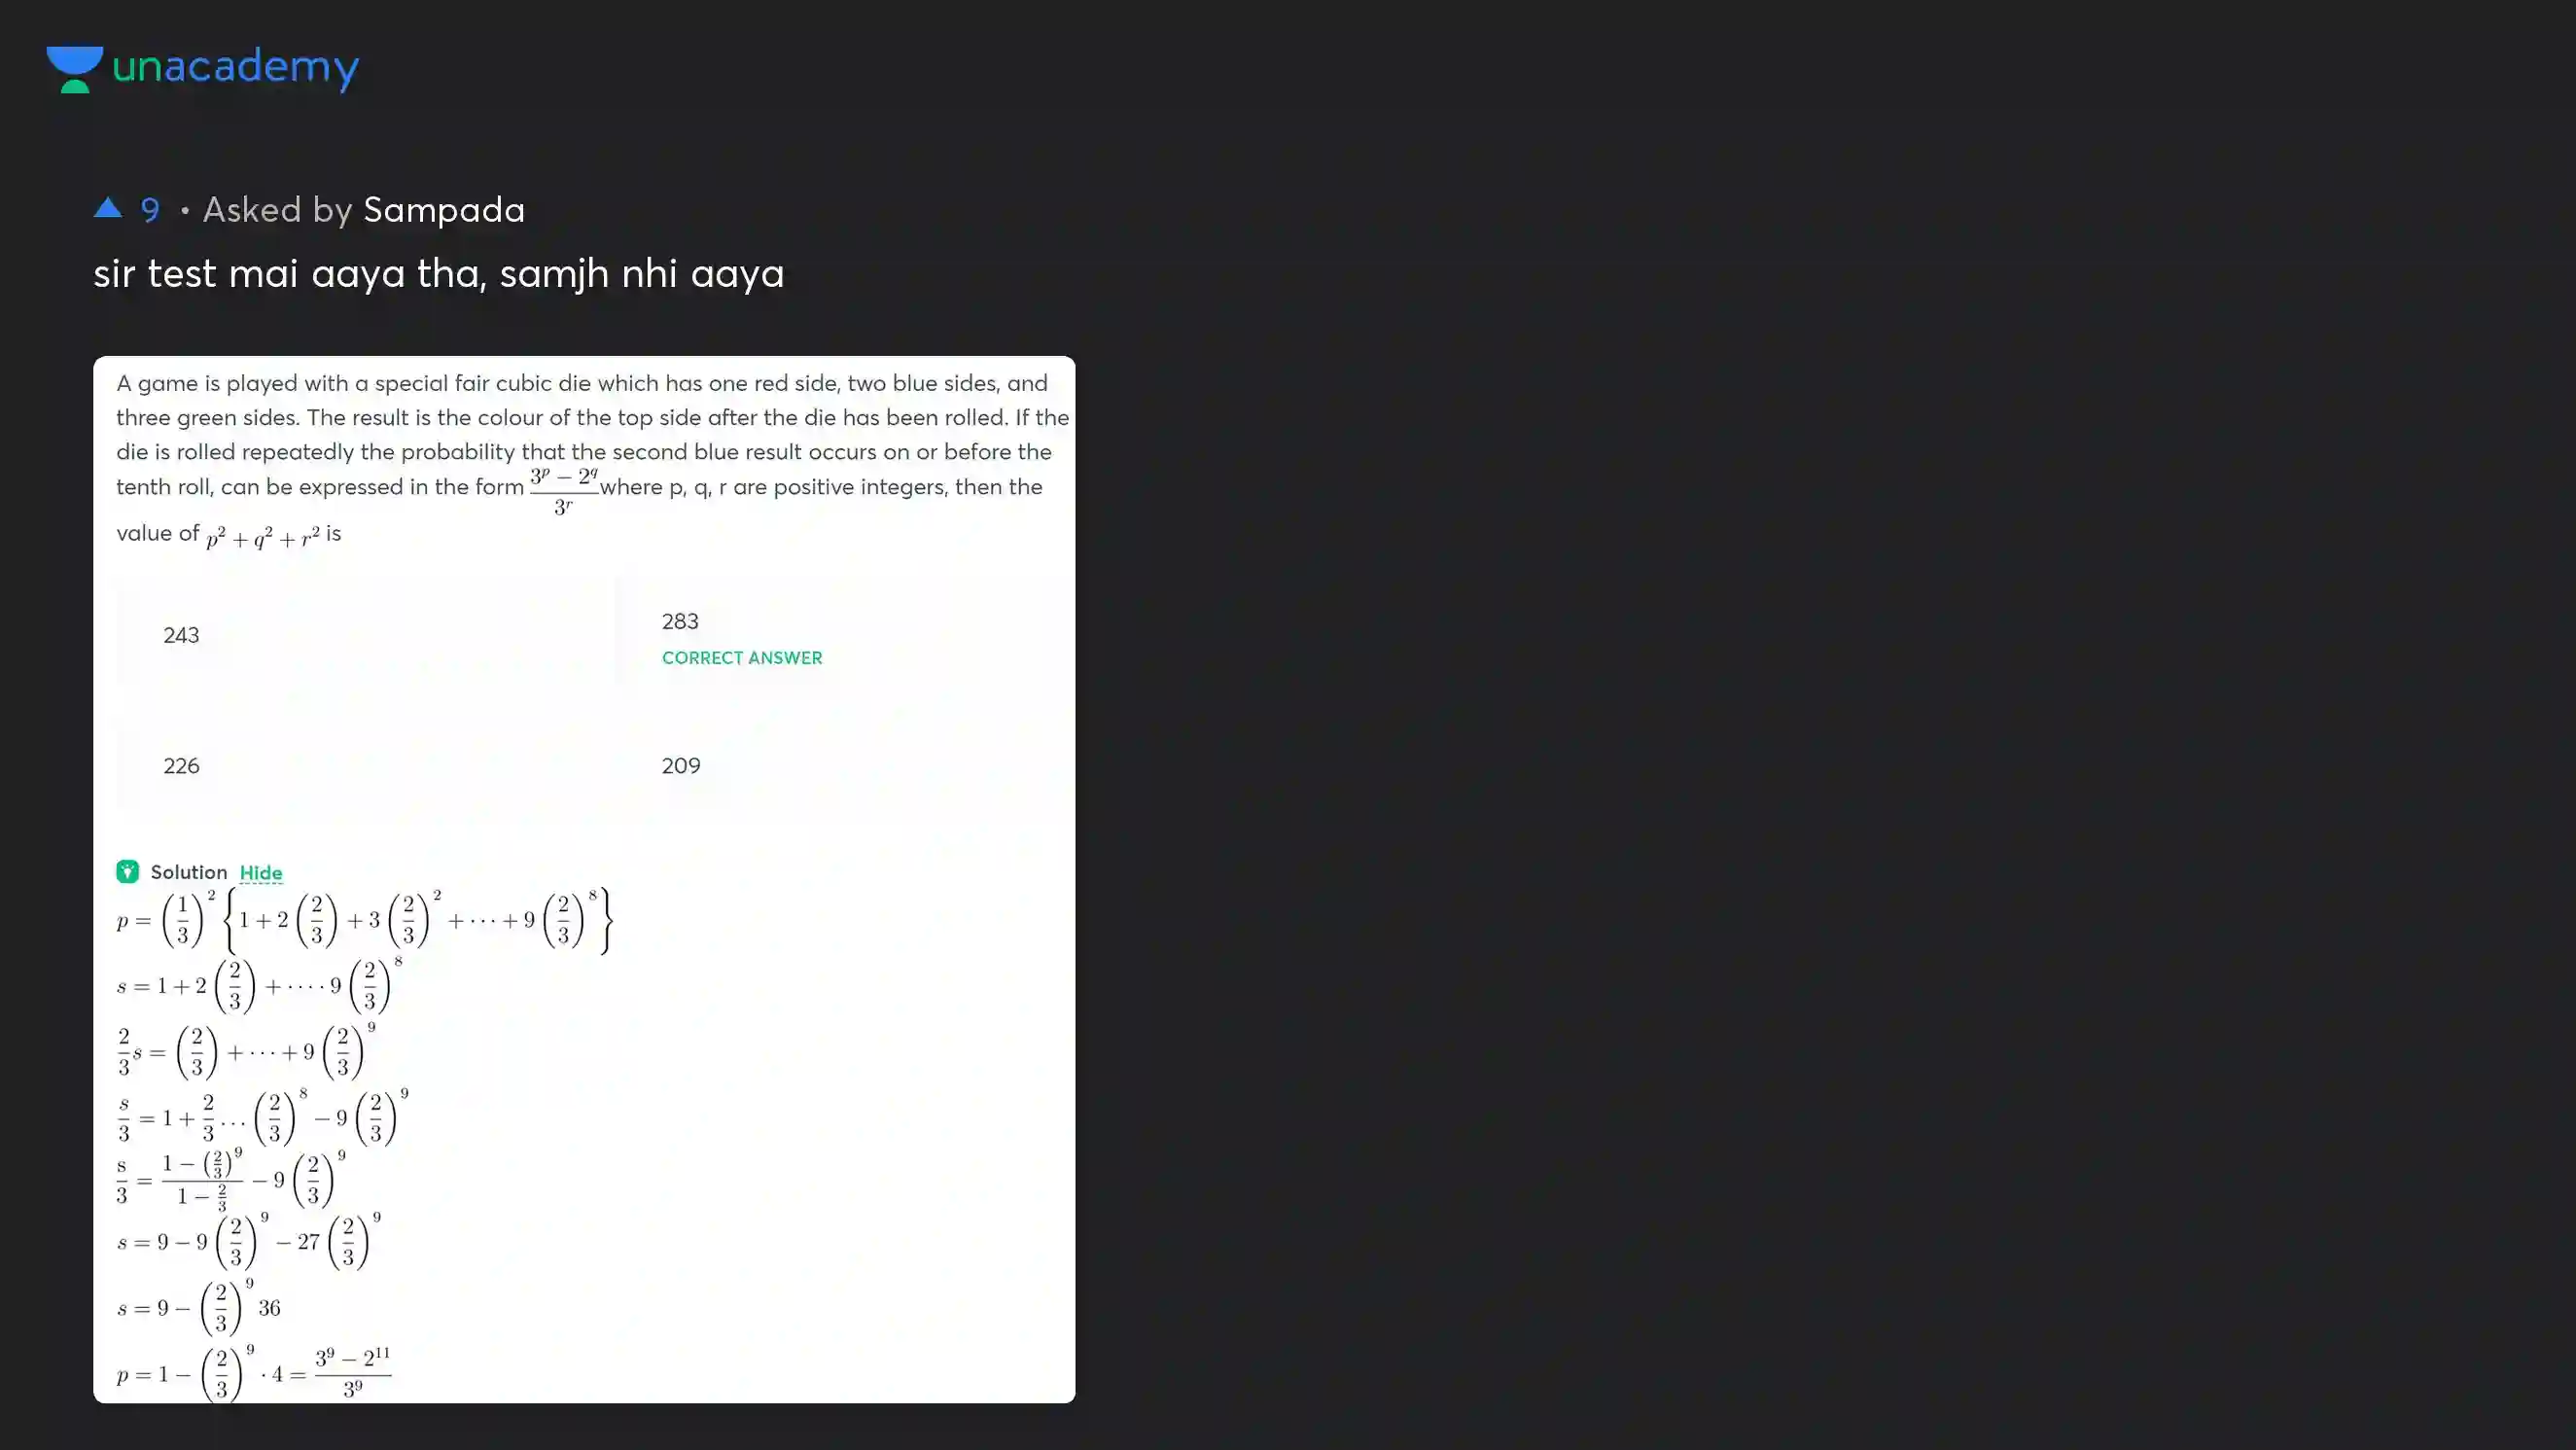 unacademy
▲ 9 • Asked by Sampada
sir test mai aaya tha, samjh nhi aaya
A game is played with a special fair cubic die which has one red side, two blue sides, and
three green sides. The result is the colour of the top side after the die has been rolled. If the
die is rolled repeatedly the probability that the second blue result occurs on or before the
tenth roll, can be expressed in the form \frac{3^p - 2^q}{3^r} where p, q, r are positive integers, then the
value of p^2 + q^2 + r^2 is
243
283
CORRECT ANSWER
226
209
Solution Hide
p = \left(\frac{1}{3}\right)^2 \left\{1 + 2\left(\frac{2}{3}\right) + 3\left(\frac{2}{3}\right)^2 + \cdots + 9\left(\frac{2}{3}\right)^8\right\}
s = 1 + 2\left(\frac{2}{3}\right) + \cdots\cdot 9\left(\frac{2}{3}\right)^8
\frac{2}{3}s = \left(\frac{2}{3}\right) + \cdots + 9\left(\frac{2}{3}\right)^9
\frac{s}{3} = 1 + \frac{2}{3} \ldots \left(\frac{2}{3}\right)^8 - 9\left(\frac{2}{3}\right)^9
\frac{s}{3} = \frac{1 - \left(\frac{2}{3}\right)^9}{1 - \frac{2}{3}} - 9\left(\frac{2}{3}\right)^9
s = 9 - 9\left(\frac{2}{3}\right)^9 - 27\left(\frac{2}{3}\right)^9
s = 9 - \left(\frac{2}{3}\right)^9 36
p = 1 - \left(\frac{2}{3}\right)^9 \cdot 4 = \frac{3^9 - 2^{11}}{3^9}